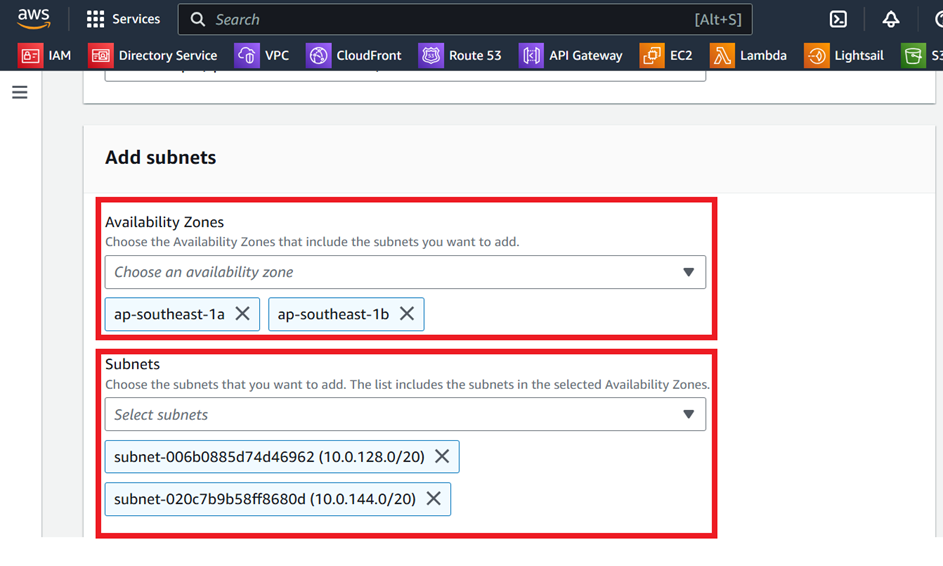 aws
Services
Search
[Alt+S]
IAM
Directory Service
VPC
CloudFront
Route 53
API Gateway
EC2
Lambda
Lightsail
S3
Add subnets
Availability Zones
Choose the Availability Zones that include the subnets you want to add.
Choose an availability zone
ap-southeast-1a
ap-southeast-1b
Subnets
Choose the subnets that you want to add. The list includes the subnets in the selected Availability Zones.
Select subnets
subnet-006b0885d74d46962 (10.0.128.0/20)
subnet-020c7b9b58ff8680d (10.0.144.0/20)